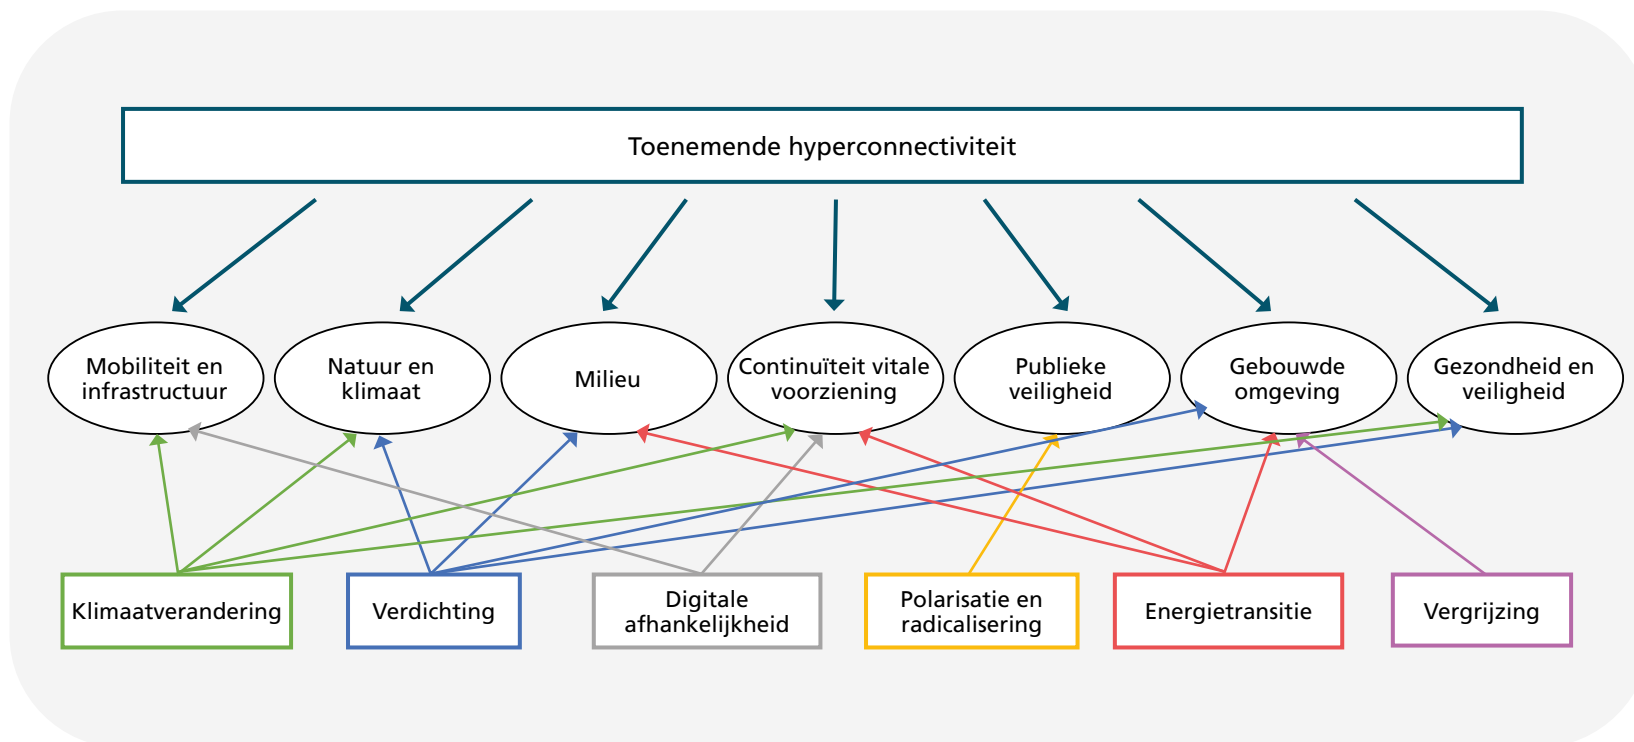 Toenemende hyperconnectiviteit
Mobiliteit en
infrastructuur
Natuur en
klimaat
Milieu
Continuïteit vitale
voorziening
Publieke
veiligheid
Gebouwde
omgeving
Gezondheid en
veiligheid
Klimaatverandering
Verdichting
Digitale
afhankelijkheid
Polarisatie en
radicalisering
Energietransitie
Vergrijzing